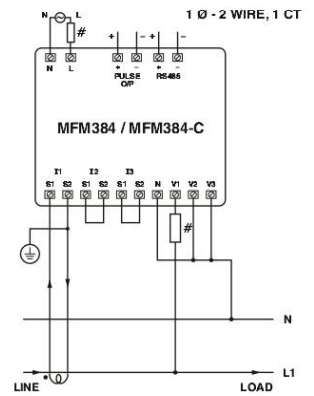 1 Ø - 2 WIRE, 1 CT
N L
#
+ - + -
N L + - + -
PULSE O/P RS485
MFM384 / MFM384-C
I1 I2 I3
S1 S2 S1 S2 S1 S2 N V1 V2 V3
#
N
L1
LINE LOAD